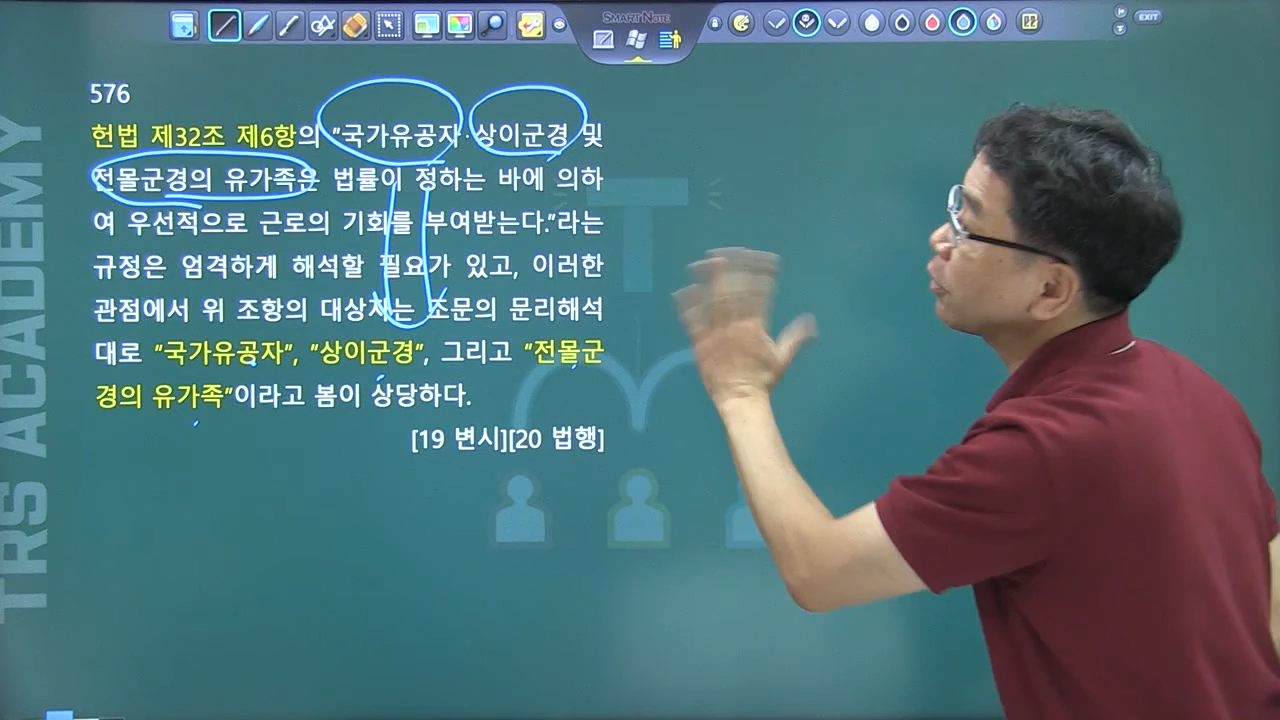 SMART NOTE
EXIT
576
헌법 제32조 제6항의 "국가유공자·상이군경 및
전몰군경의 유가족은 법률이 정하는 바에 의하
여 우선적으로 근로의 기회를 부여받는다."라는
규정은 엄격하게 해석할 필요가 있고, 이러한
관점에서 위 조항의 대상자는 조문의 문리해석
대로 "국가유공자", "상이군경", 그리고 "전몰군
경의 유가족"이라고 봄이 상당하다.
[19 변시][20 법행]
TRS ACADEMY